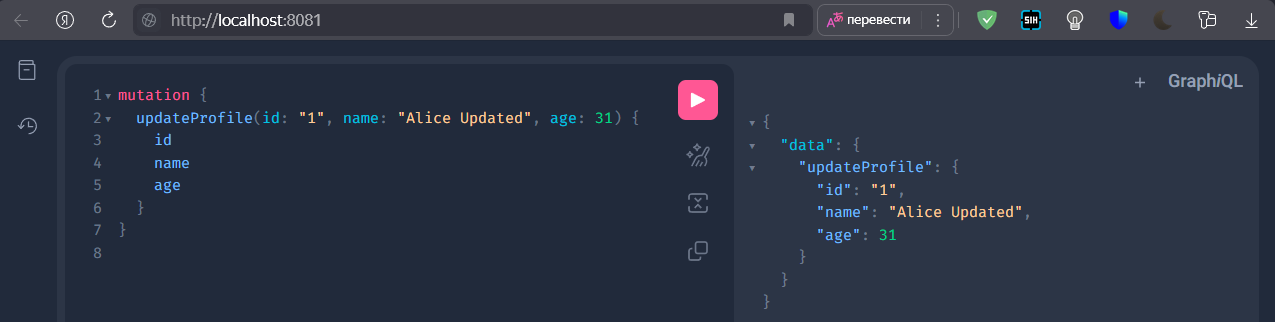 http://localhost:8081
перевести
SIH
1 mutation {
2 updateProfile(id: "1", name: "Alice Updated", age: 31) {
3 id
4 name
5 age
6 }
7 }
8
+ GraphiQL
{
"data": {
"updateProfile": {
"id": "1",
"name": "Alice Updated",
"age": 31
}
}
}